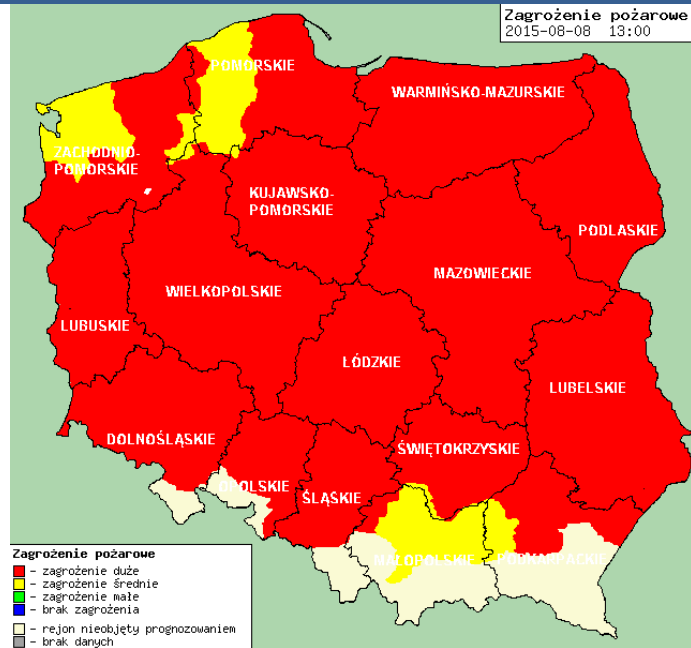 Zagrożenie pożarowe
2015-08-08 13:00
POMORSKIE
WARMIŃSKO-MAZURSKIE
ZACHODNIO-
POMORSKIE
KUJAWSKO-
POMORSKIE
PODLASKIE
MAZOWIECKIE
WIELKOPOLSKIE
LUBUSKIE
ŁÓDZKIE
LUBELSKIE
DOLNOŚLĄSKIE
ŚWIĘTOKRZYSKIE
OPOLSKIE
ŚLĄSKIE
MAŁOPOLSKIE
PODKARPACKIE
Zagrożenie pożarowe
- zagrożenie duże
- zagrożenie średnie
- zagrożenie małe
- brak zagrożenia
- rejon nieobjęty prognozowaniem
- brak danych